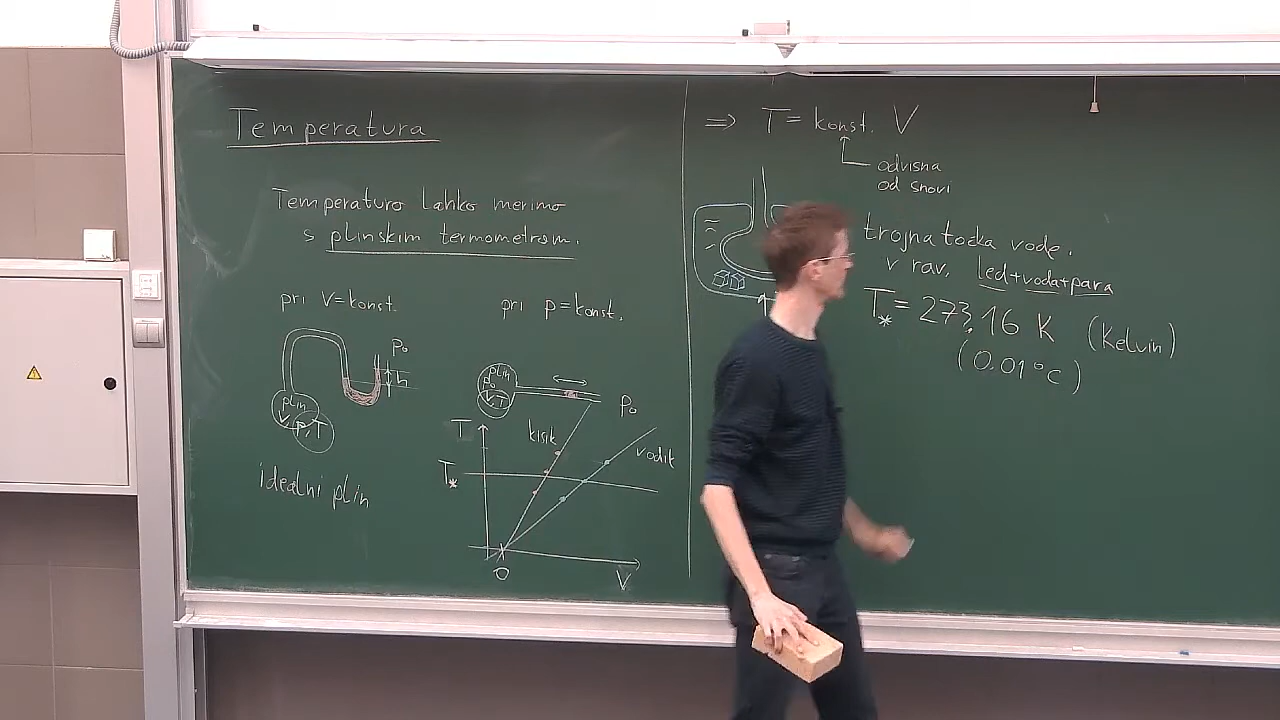 Temperatura
Temperaturo lahko merimo
s plinskim termometrom.
pri V=konst.
pri p=konst.
P₀
h
plin
V, P, T
idealni plin
plin
p₀
V, T
P₀
T
kisik
vodik
T*
0
V
⇒ T = konst. V
odvisna
od snovi
trojna točka vode.
v rav. led+voda+para
T* = 273,16 K (Kelvin)
(0.01°C)